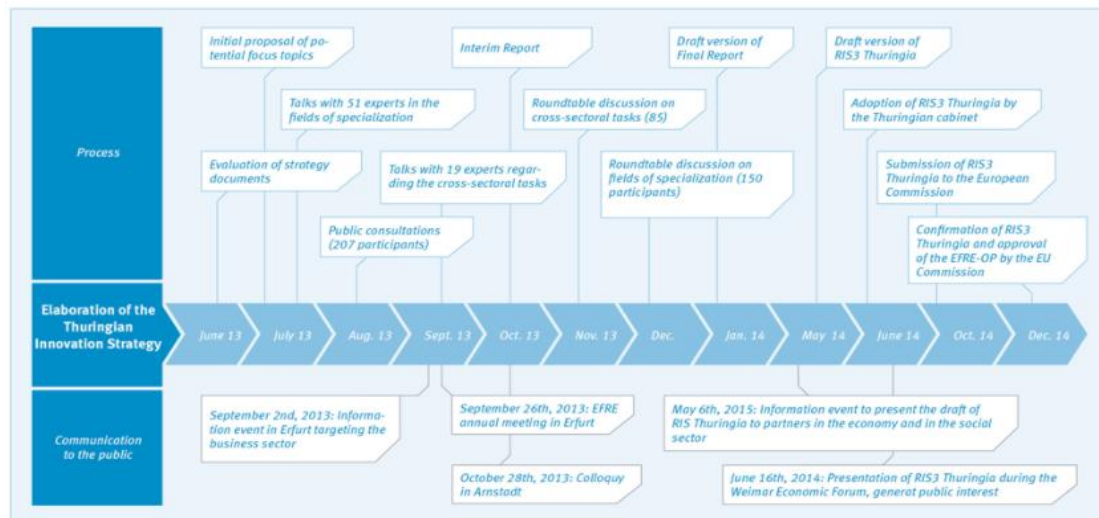 Initial proposal of po-
tential focus topics
Interim Report
Draft version of
Final Report
Draft version of
RIS3 Thuringia
Talks with 51 experts in the
fields of specialization
Roundtable discussion on
cross-sectoral tasks (85)
Adoption of RIS3 Thuringia by
the Thuringian cabinet
Process
Evaluation of strategy
documents
Talks with 19 experts regar-
ding the cross-sectoral tasks
Roundtable discussion on
fields of specialization (150
participants)
Submission of RIS3
Thuringia to the European
Commission
Public consultations
(207 participants)
Confirmation of RIS3
Thuringia and approval
of the EFRE-OP by the EU
Commission
Elaboration of the
Thuringian
Innovation Strategy
June 13
July 13
Aug. 13
Sept. 13
Oct. 13
Nov. 13
Dec.
Jan. 14
May 14
June 14
Oct. 14
Dec. 14
Communication
to the public
September 2nd, 2013: Informa-
tion event in Erfurt targeting the
business sector
September 26th, 2013: EFRE
annual meeting in Erfurt
October 28th, 2013: Colloquy
in Arnstadt
May 6th, 2015: Information event to present the draft of
RIS Thuringia to partners in the economy and in the social
sector
June 16th, 2014: Presentation of RIS3 Thuringia during the
Weimar Economic Forum, generat public interest